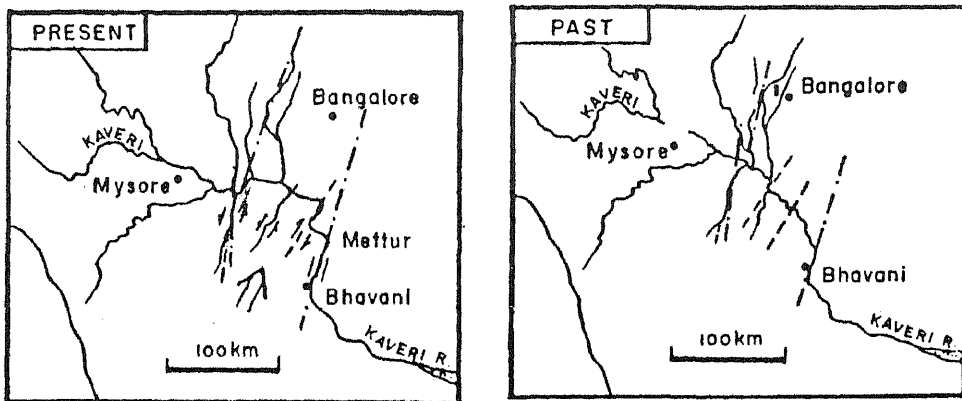 PRESENT
Bangalore
KAVERI
Mysore
Mettur
Bhavani
KAVERI R.
100km
PAST
Bangalore
KAVERI
Mysore
Bhavani
KAVERI R.
100km